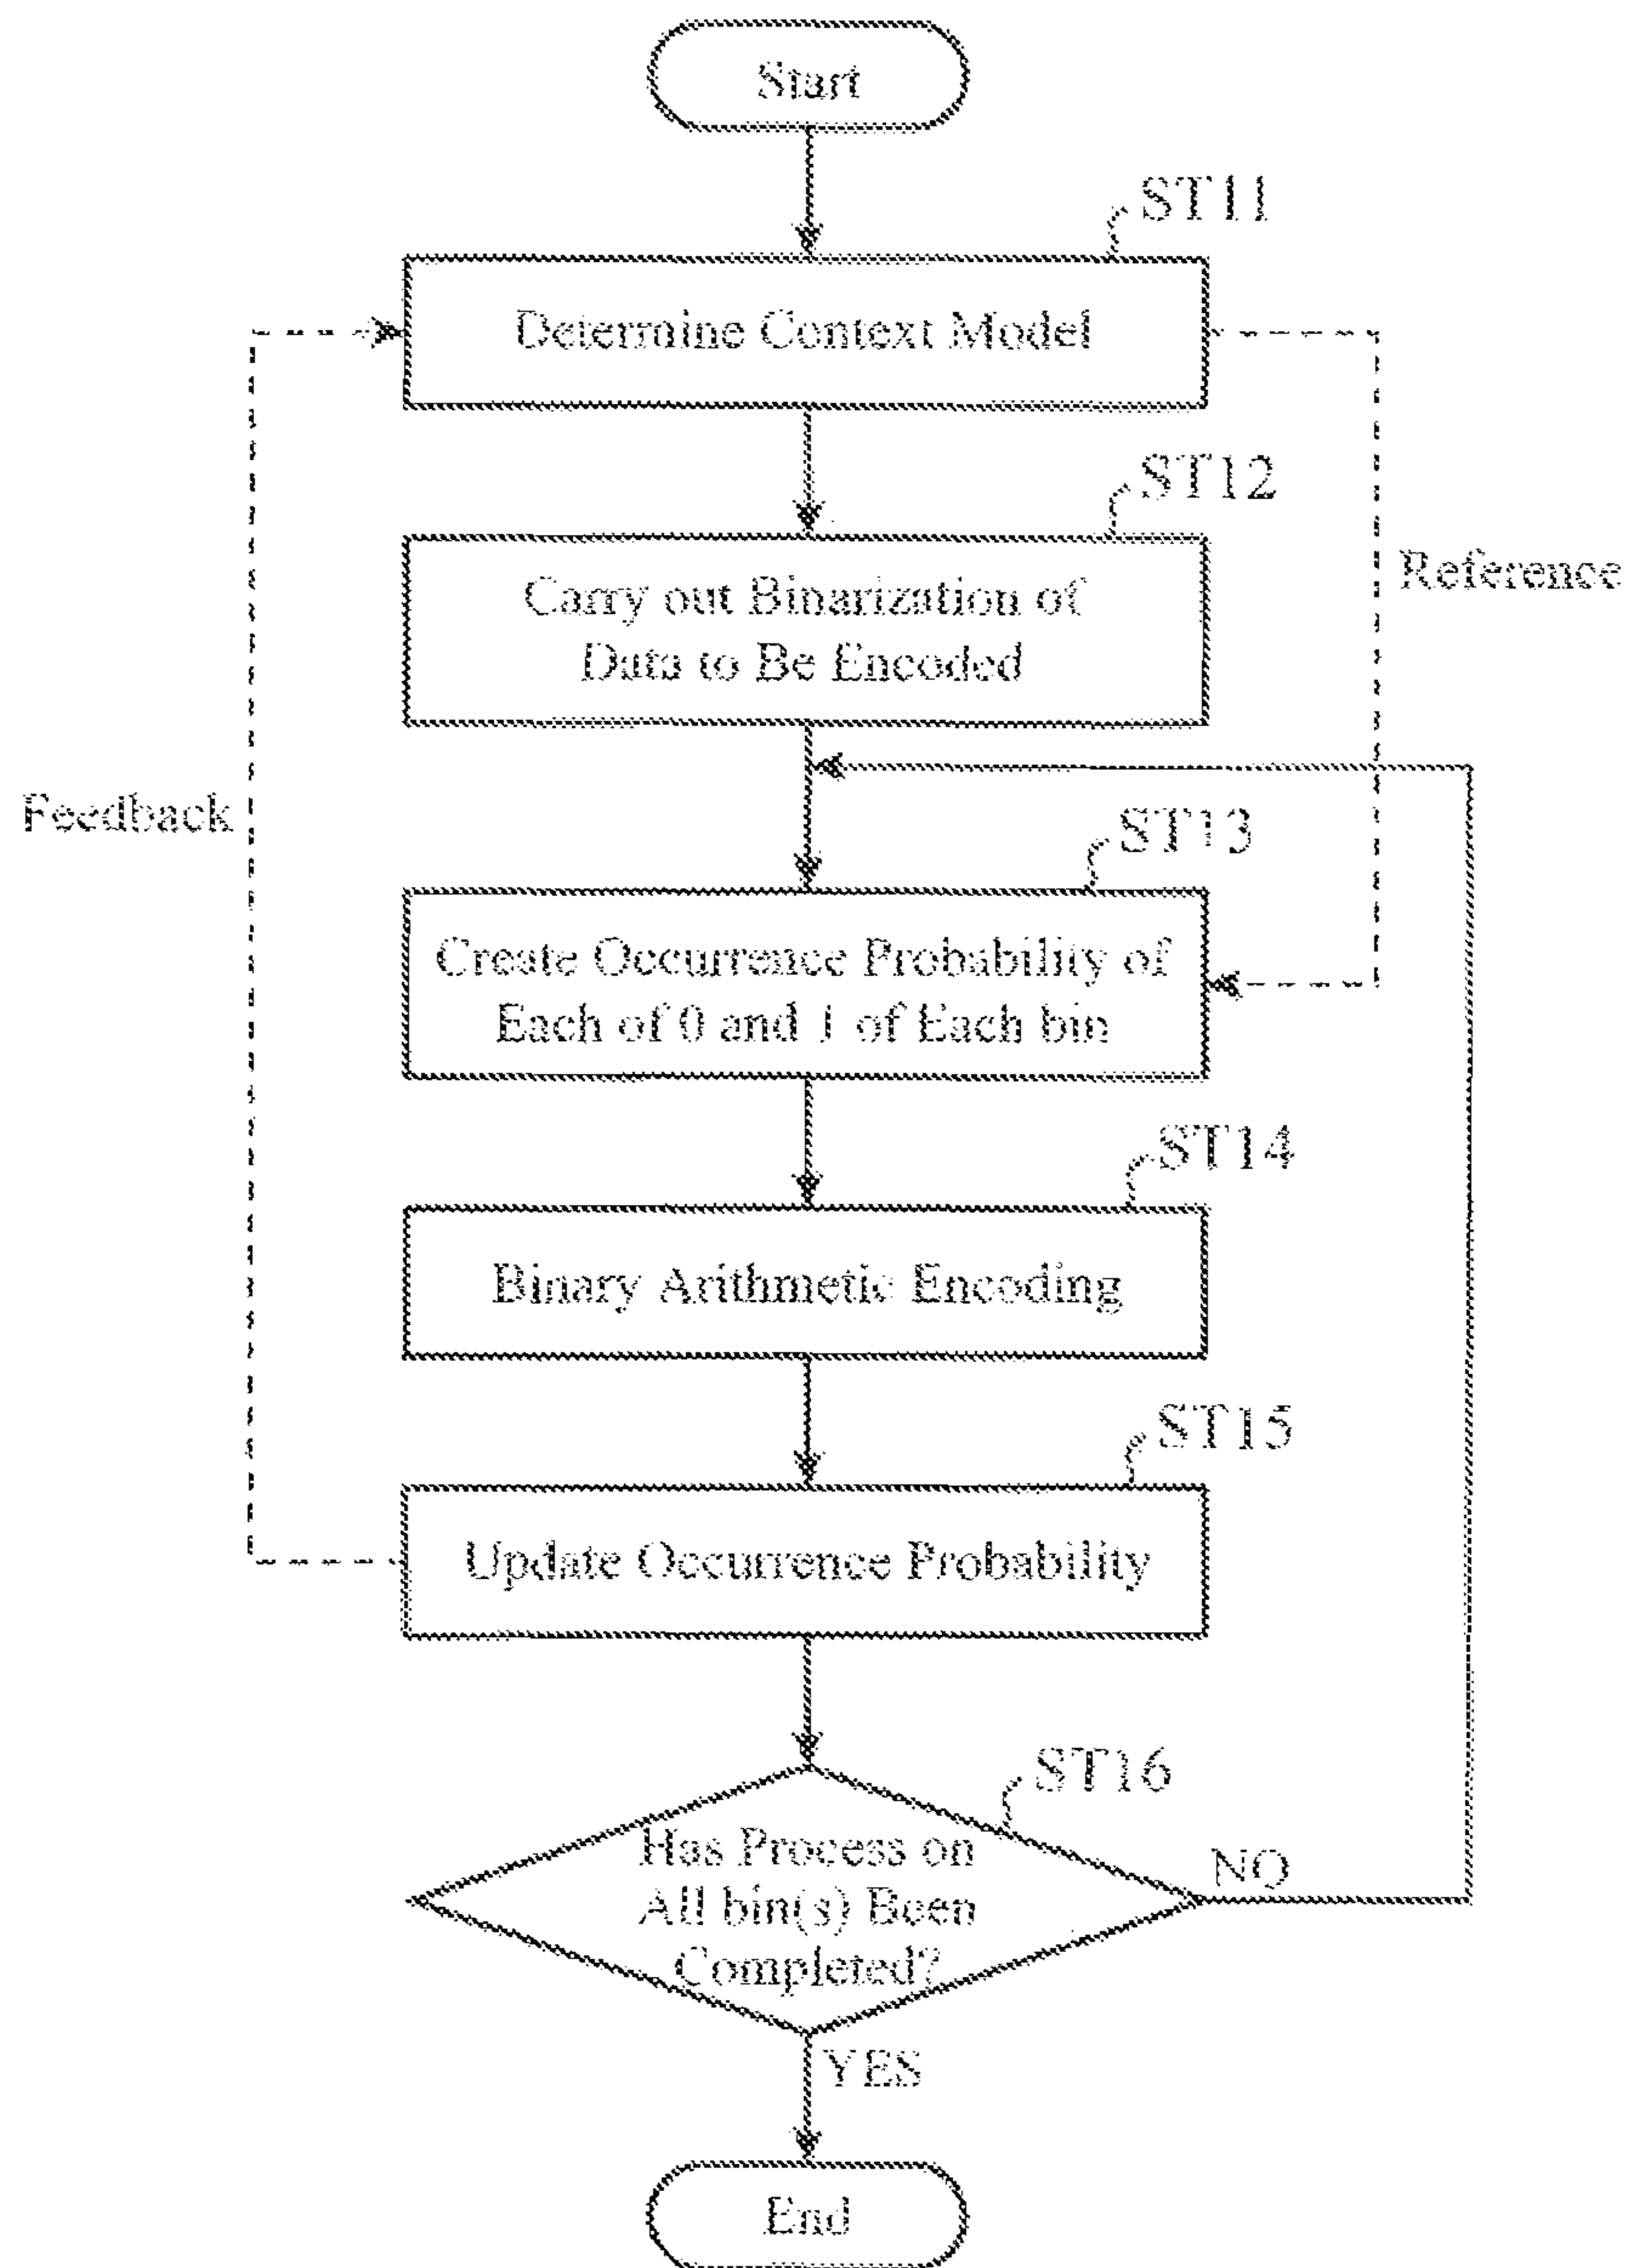 Start
ST11
Determine Context Model
ST12
Carry out Binarization of
Data to Be Encoded
Reference
Feedback
ST13
Create Occurrence Probability of
Each of 0 and 1 of Each bin
ST14
Binary Arithmetic Encoding
ST15
Update Occurrence Probability
ST16
Has Process on
All bin(s) Been
Completed?
NO
YES
End